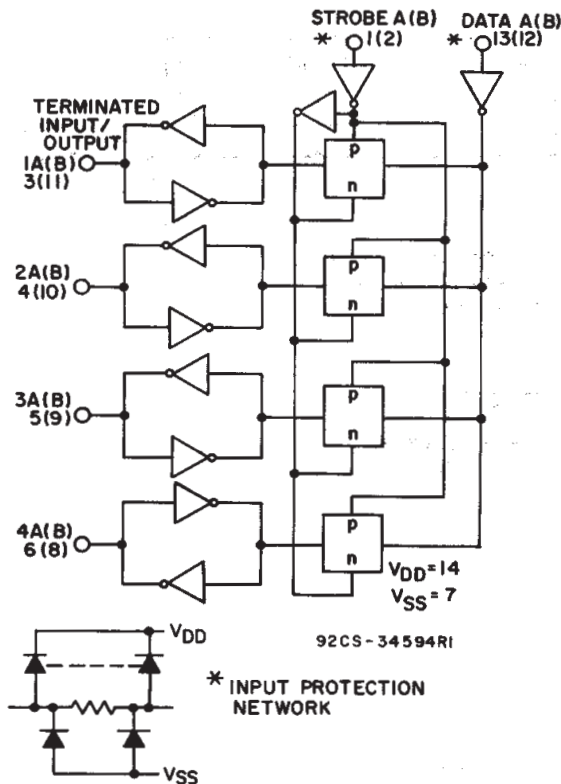 STROBE A(B)
* 1(2)
DATA A(B)
* 13(12)
TERMINATED
INPUT/
OUTPUT
1A(B)
3(11)
p
n
2A(B)
4(10)
p
n
3A(B)
5(9)
p
n
4A(B)
6(8)
p
n
VDD=14
VSS=7
92CS-34594R1
VDD
* INPUT PROTECTION
NETWORK
VSS